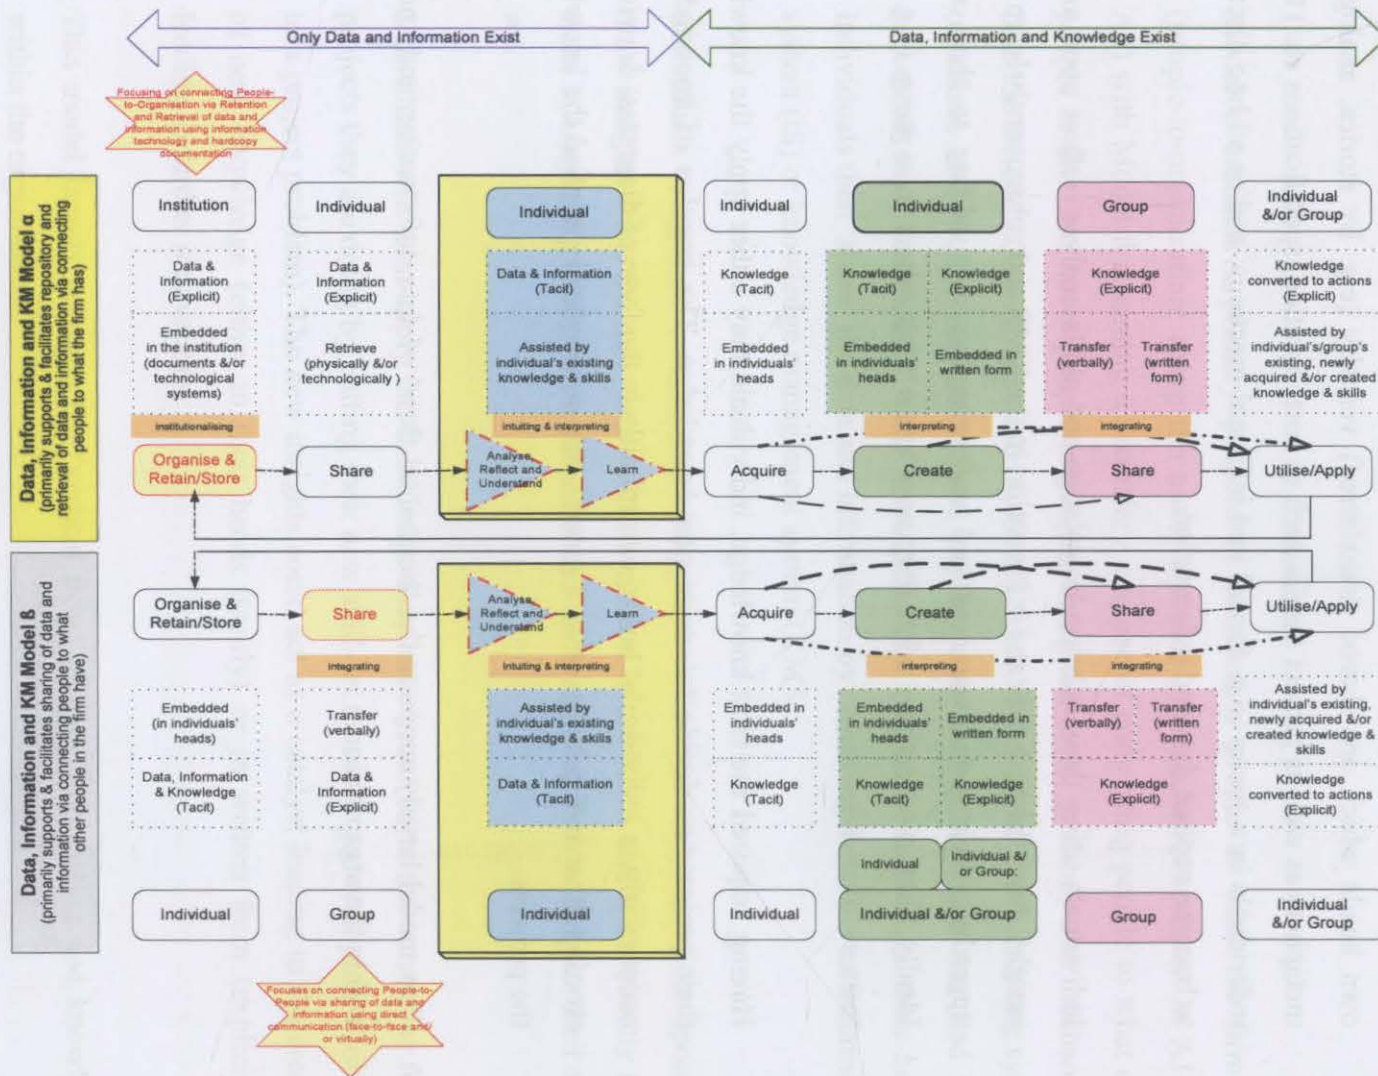 Only Data and Information Exist
Data, Information and Knowledge Exist
Focusing on connecting People-
to-Organisation via Retention
and Retrieval of data and
information using information
technology and hardcopy
documentation
Data, Information and KM Model α
(primarily supports & facilitates repository and
retrieval of data and information via connecting
people to what the firm has)
Institution
Individual
Individual
Individual
Individual
Group
Individual
&/or Group
Data &
Information
(Explicit)
Data &
Information
(Explicit)
Data & Information
(Tacit)
Knowledge
(Tacit)
Knowledge
(Tacit)
Knowledge
(Explicit)
Knowledge
(Explicit)
Knowledge
converted to actions
(Explicit)
Embedded
in the institution
(documents &/or
technological
systems)
Retrieve
(physically &/or
technologically )
Assisted by
individual's existing
knowledge & skills
Embedded
in individuals'
heads
Embedded
in individuals'
heads
Embedded in
written form
Transfer
(verbally)
Transfer
(written
form)
Assisted by
individual's/group's
existing, newly
acquired &/or created
knowledge & skills
institutionalising
intuiting & interpreting
interpreting
integrating
Organise &
Retain/Store
Share
Analyse,
Reflect and
Understand
Learn
Acquire
Create
Share
Utilise/Apply
Data, Information and KM Model ß
(primarily supports & facilitates sharing of data and
information via connecting people to what
other people in the firm have)
Organise &
Retain/Store
Share
Analyse,
Reflect and
Understand
Learn
Acquire
Create
Share
Utilise/Apply
integrating
intuiting & interpreting
interpreting
integrating
Embedded
(in individuals'
heads)
Transfer
(verbally)
Assisted by
individual's existing
knowledge & skills
Embedded in
individuals'
heads
Embedded
in individuals'
heads
Embedded in
written form
Transfer
(verbally)
Transfer
(written
form)
Assisted by
individual's existing,
newly acquired &/or
created knowledge &
skills
Data, Information
& Knowledge
(Tacit)
Data &
Information
(Explicit)
Data & Information
(Tacit)
Knowledge
(Tacit)
Knowledge
(Tacit)
Knowledge
(Explicit)
Knowledge
(Explicit)
Knowledge
converted to actions
(Explicit)
Individual
Individual &/
or Group:
Individual
Group
Individual
Individual
Individual &/or Group
Group
Individual
&/or Group
Focuses on connecting People-to-
People via sharing of data and
information using direct
communication (face-to-face and/
or virtually)